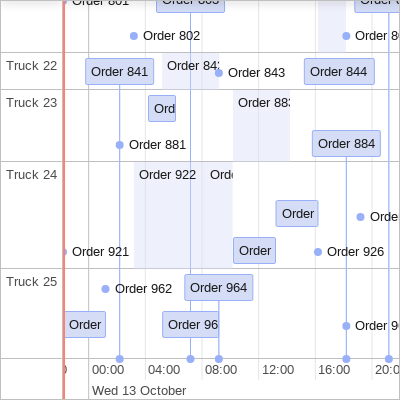 Order 801
Order 803
Order 802
Order 8
Truck 22
Order 841
Order 84
Order 843
Order 844
Truck 23
Ord
Order 883
Order 881
Order 884
Truck 24
Order 922
Ord
Order
Orde
Order 921
Order
Order 926
Truck 25
Order 962
Order 964
Order
Order 96
Order 9
00:00
04:00
08:00
12:00
16:00
20:0
Wed 13 October